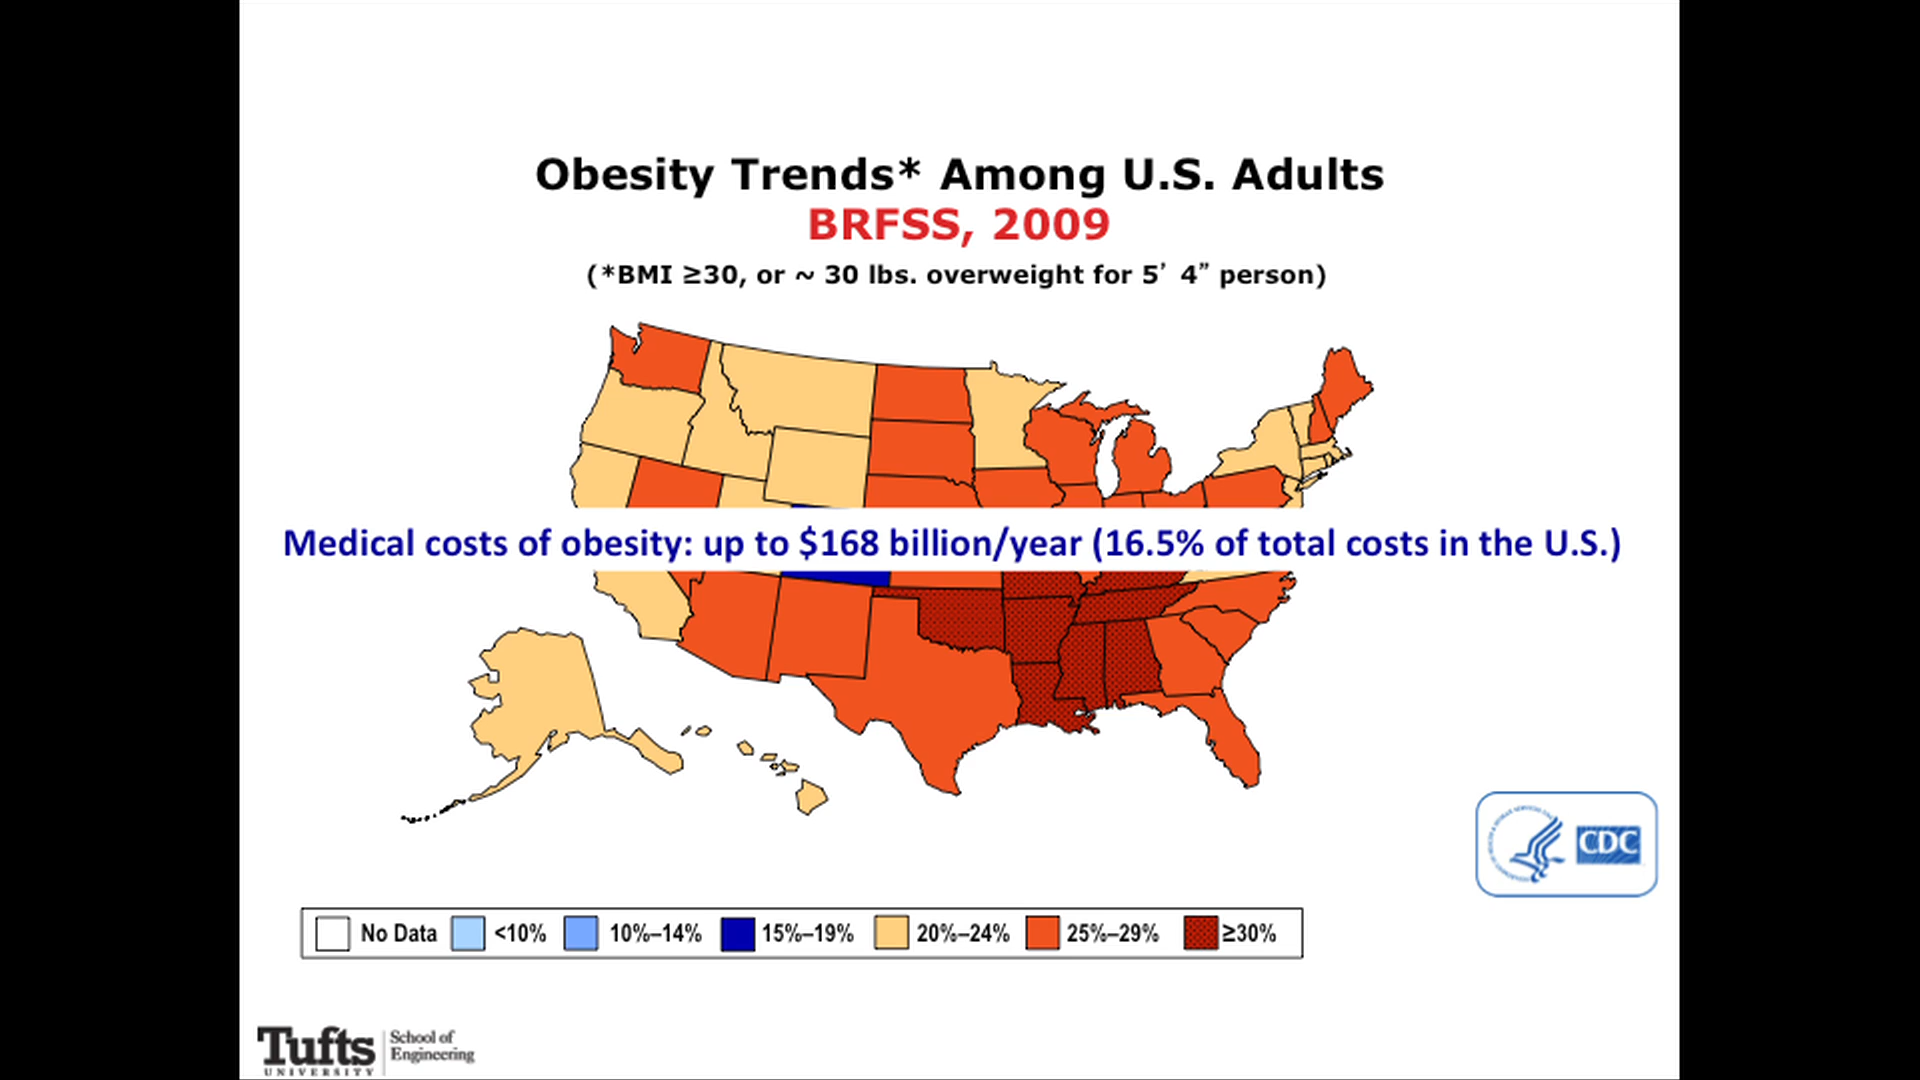 Obesity Trends* Among U.S. Adults
BRFSS, 2009
(*BMI ≥30, or ~ 30 lbs. overweight for 5’ 4” person)
Medical costs of obesity: up to $168 billion/year (16.5% of total costs in the U.S.)
CDC
No Data <10% 10%–14% 15%–19% 20%–24% 25%–29% ≥30%
Tufts
UNIVERSITY
School of
Engineering